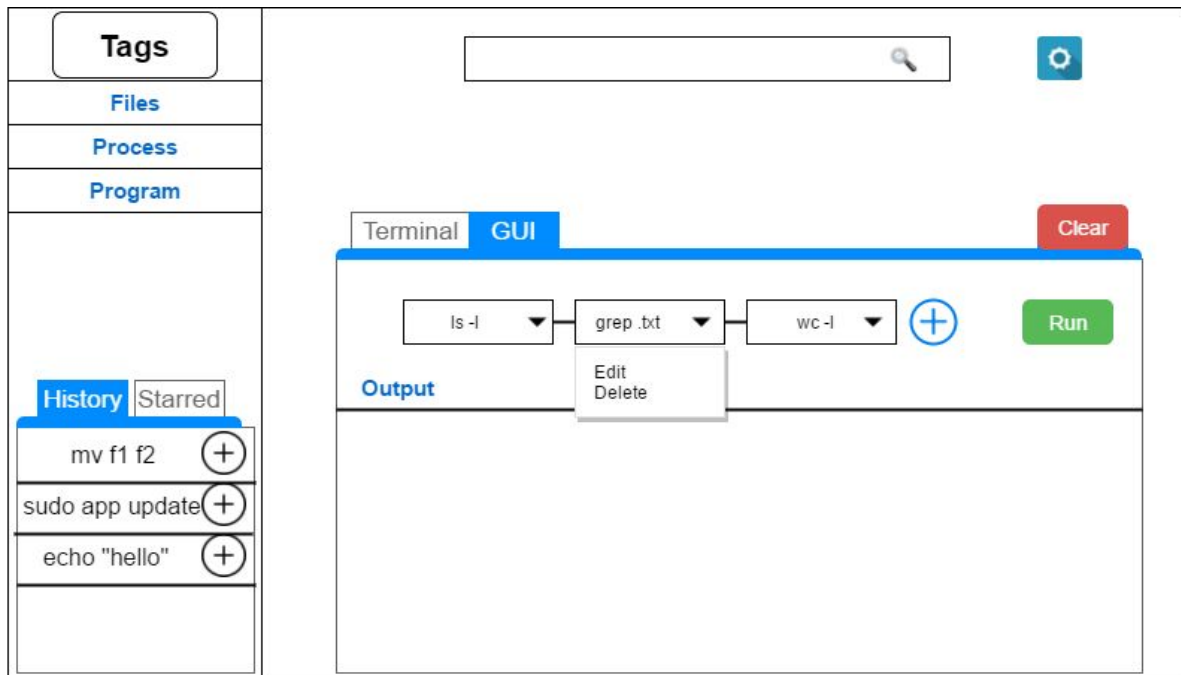 Tags
Files
Process
Program
Terminal
GUI
Clear
ls -l
grep .txt
wc -l
Run
Edit
Delete
Output
History
Starred
mv f1 f2
sudo app update
echo "hello"